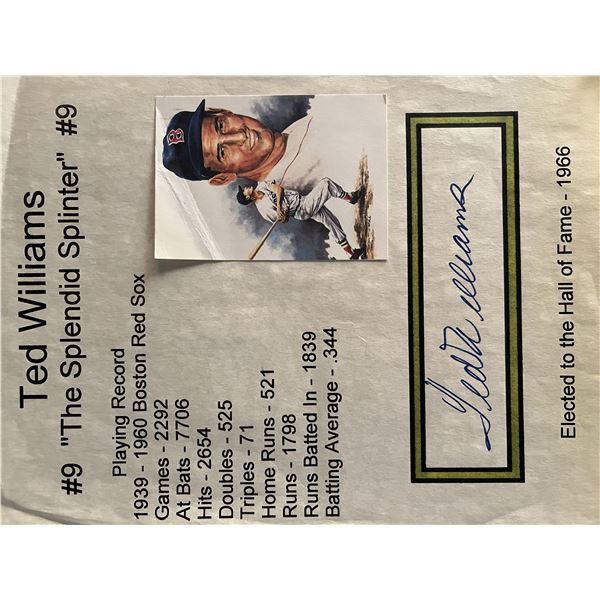 Ted Williams
#9 "The Splendid Splinter" #9
Playing Record
1939 - 1960 Boston Red Sox
Games - 2292
At Bats - 7706
Hits - 2654
Doubles - 525
Triples - 71
Home Runs - 521
Runs - 1798
Runs Batted In - 1839
Batting Average - .344
B
Ted Williams
Elected to the Hall of Fame - 1966